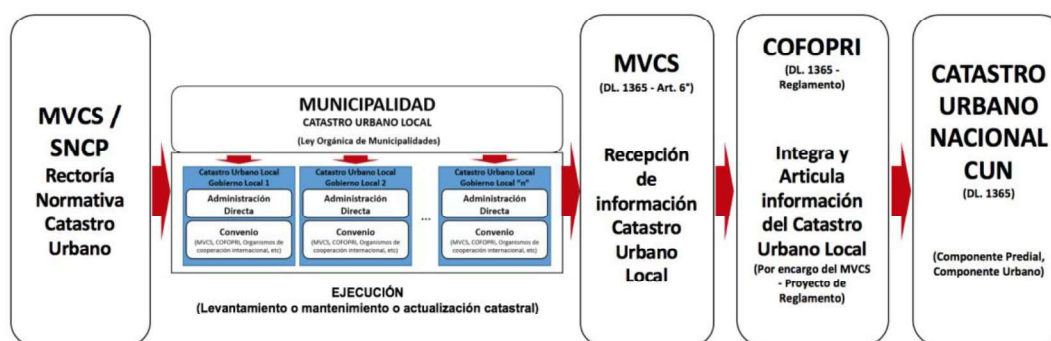 MVCS /
SNCP
Rectoría
Normativa
Catastro
Urbano
MUNICIPALIDAD
CATASTRO URBANO LOCAL
(Ley Orgánica de Municipalidades)
Catastro Urbano Local
Gobierno Local 1
Administración
Directa
Convenio
(MVCS, COFOPRI, Organismos de
cooperación internacional, etc)
Catastro Urbano Local
Gobierno Local 2
Administración
Directa
Convenio
(MVCS, COFOPRI, Organismos de
cooperación internacional, etc)
...
Catastro Urbano Local
Gobierno Local "n"
Administración
Directa
Convenio
(MVCS, COFOPRI, Organismos de
cooperación internacional, etc)
EJECUCIÓN
(Levantamiento o mantenimiento o actualización catastral)
MVCS
(DL. 1365 - Art. 6°)
Recepción
de
información
Catastro
Urbano
Local
COFOPRI
(DL. 1365 -
Reglamento)
Integra y
Articula
información
del Catastro
Urbano Local
(Por encargo del MVCS
- Proyecto de
Reglamento)
CATASTRO
URBANO
NACIONAL
CUN
(DL. 1365)
(Componente Predial,
Componente Urbano)